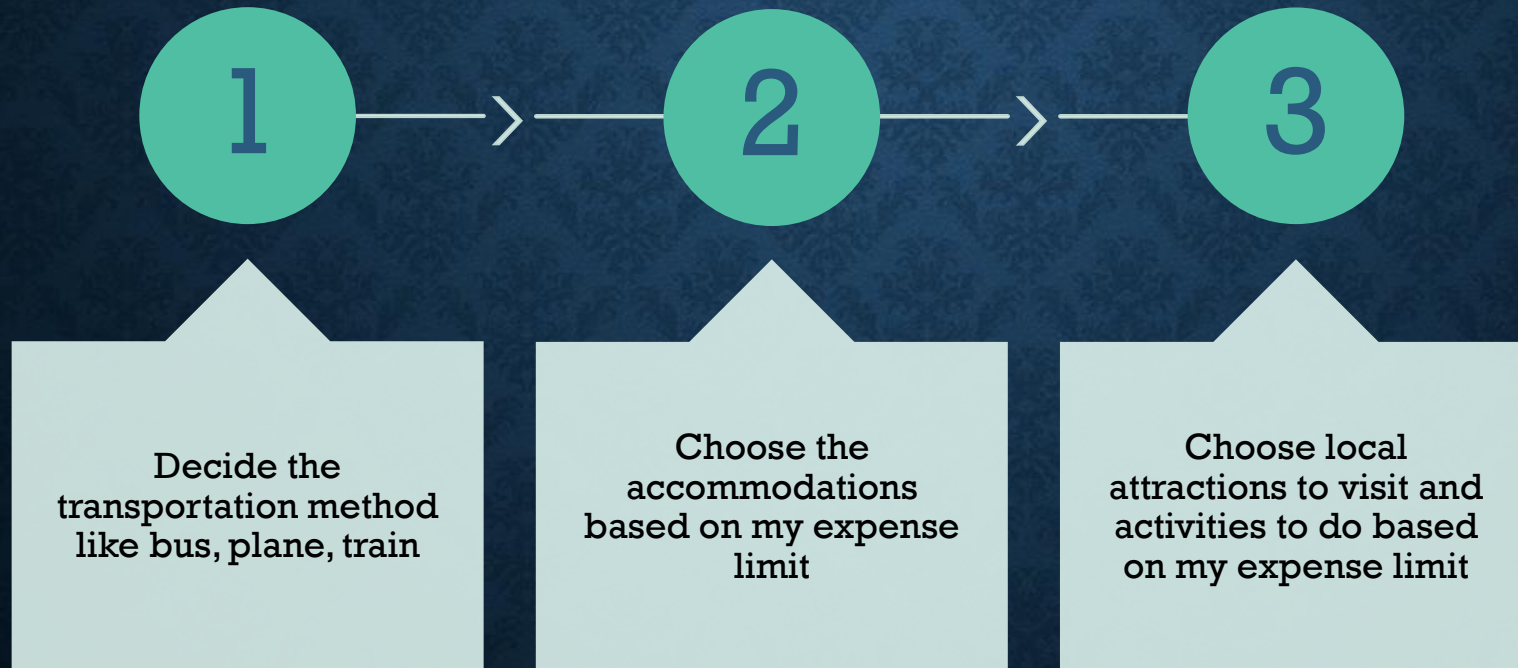 1
2
3
Decide the
transportation method
like bus, plane, train
Choose the
accommodations
based on my expense
limit
Choose local
attractions to visit and
activities to do based
on my expense limit